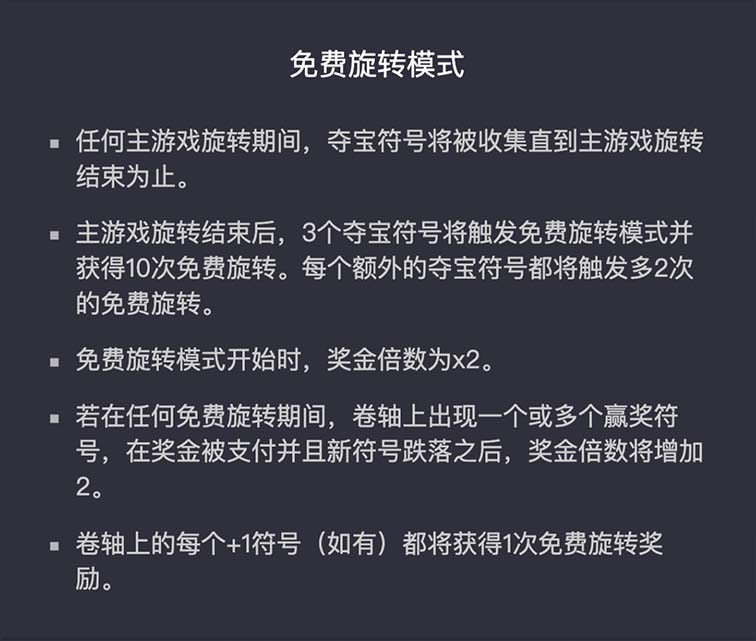 免费旋转模式
任何主游戏旋转期间，夺宝符号将被收集直到主游戏旋转
结束为止。
主游戏旋转结束后，3个夺宝符号将触发免费旋转模式并
获得10次免费旋转。每个额外的夺宝符号都将触发多2次
的免费旋转。
免费旋转模式开始时，奖金倍数为x2。
若在任何免费旋转期间，卷轴上出现一个或多个赢奖符
号，在奖金被支付并且新符号跌落之后，奖金倍数将增加
2。
卷轴上的每个+1符号（如有）都将获得1次免费旋转奖
励。